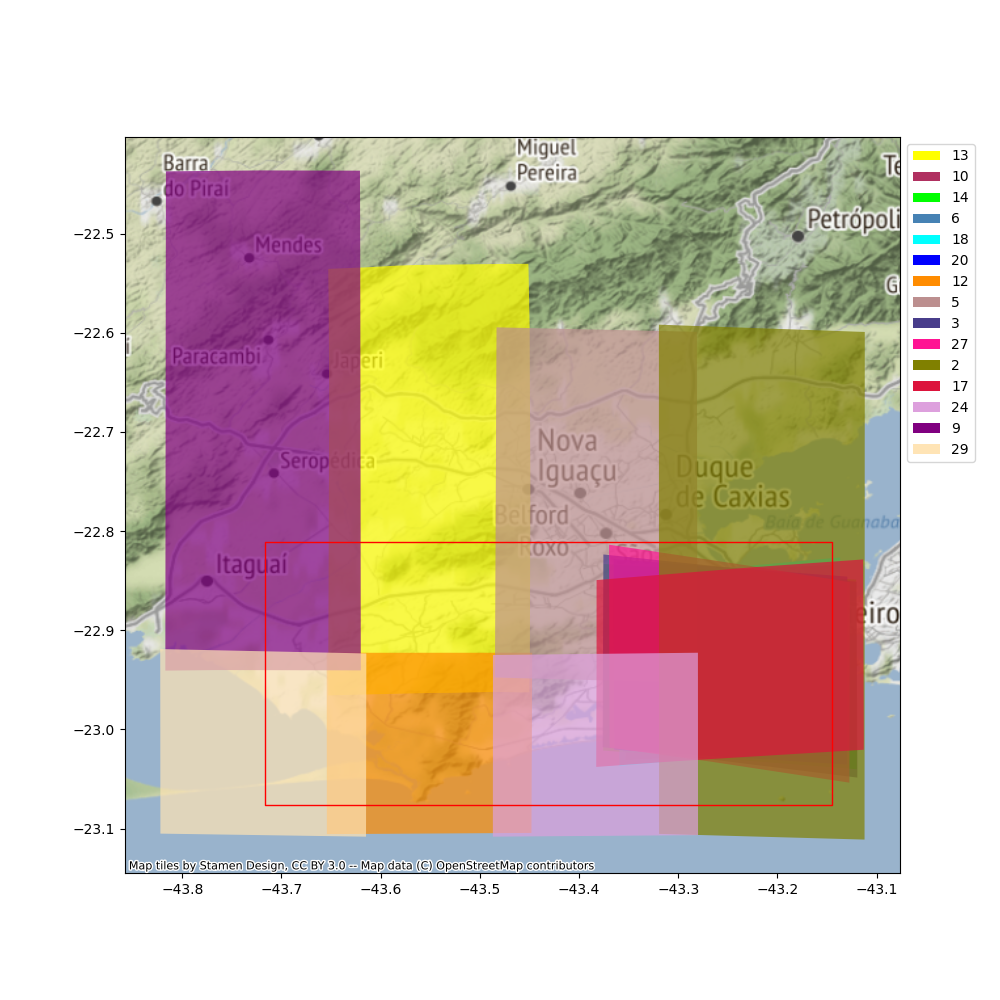 Miguel
Pereira
Barra
do Piraí
Te
Petrópoli
Mendes
G
i
Paracambi
Japeri
Nova
Iguaçu
Seropédica
Duque
de Caxias
Belford
Roxo
Baía de Guanaba
São
Itaguaí
eiro
Map tiles by Stamen Design, CC BY 3.0 -- Map data (C) OpenStreetMap contributors
−22.5
−22.6
−22.7
−22.8
−22.9
−23.0
−23.1
−43.8
−43.7
−43.6
−43.5
−43.4
−43.3
−43.2
−43.1
13
10
14
6
18
20
12
5
3
27
2
17
24
9
29